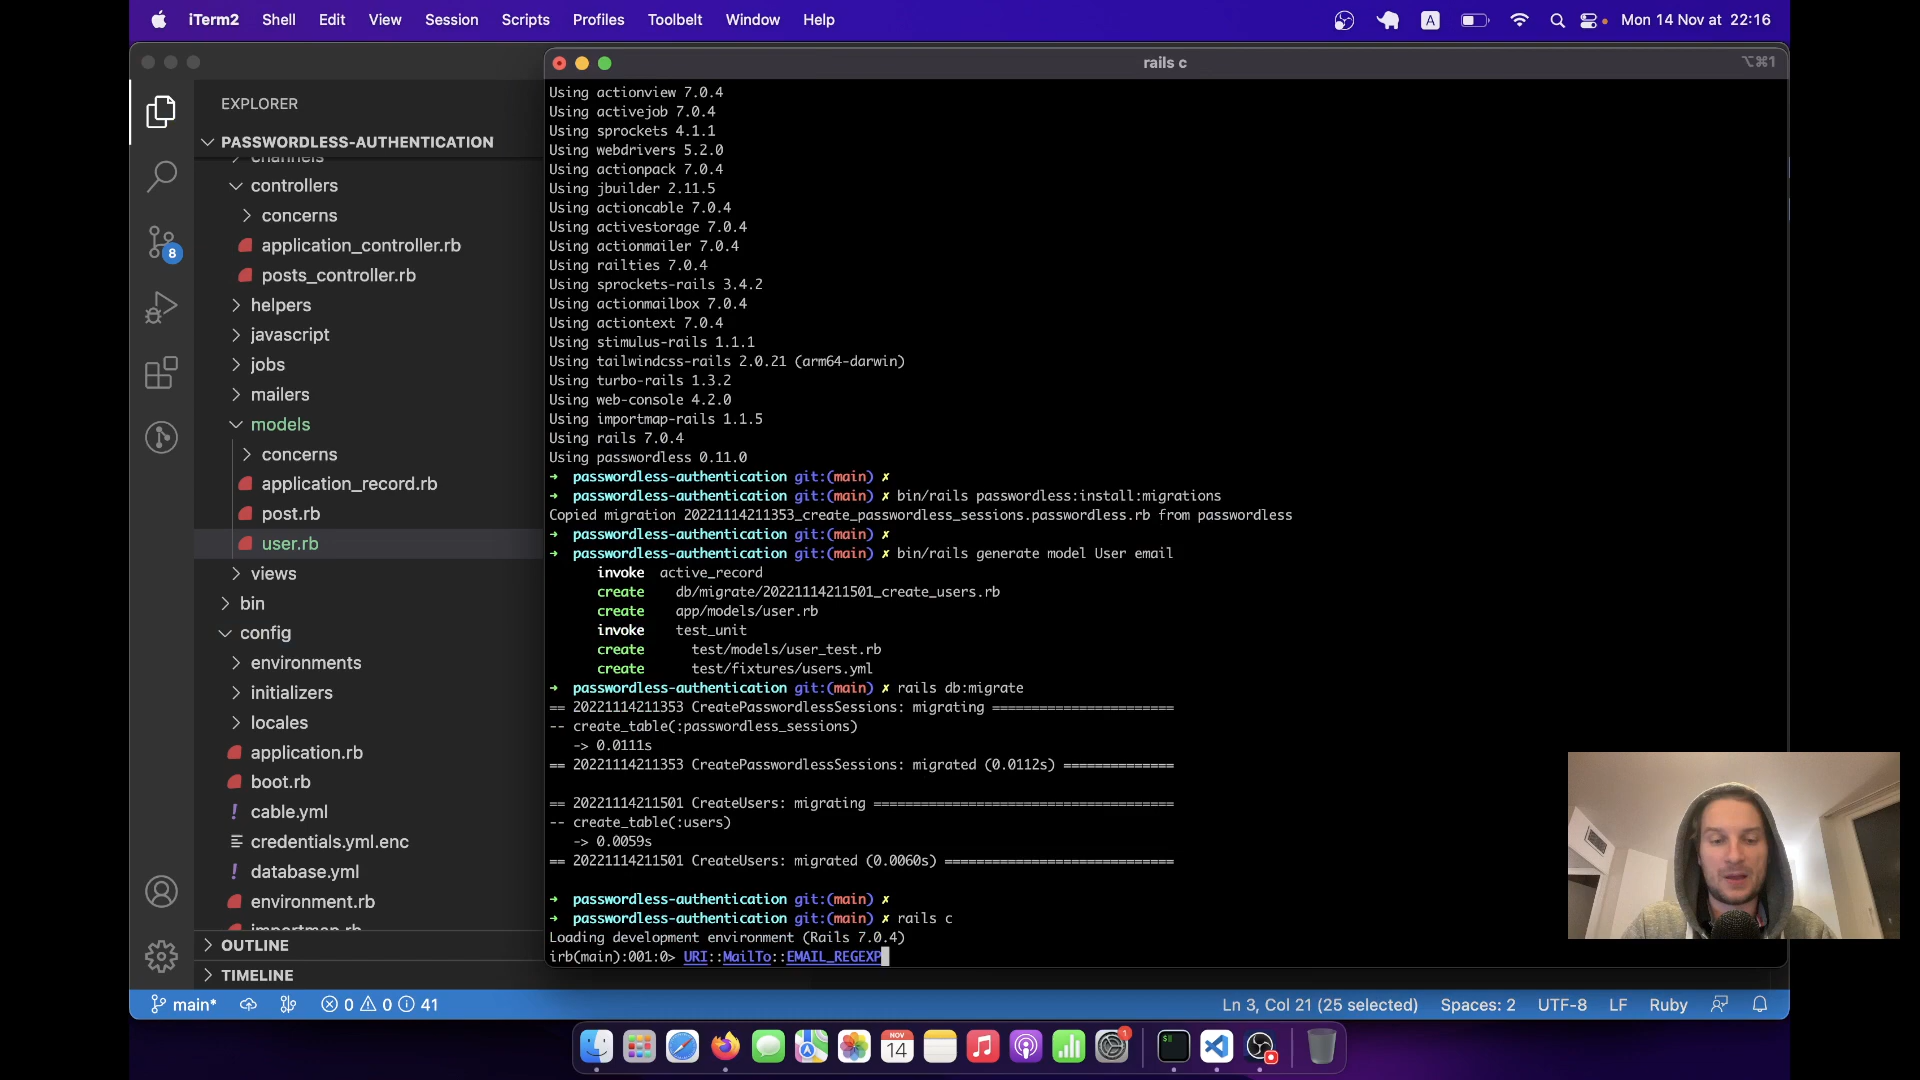 iTerm2 Shell Edit View Session Scripts Profiles Toolbelt Window Help
A
Mon 14 Nov at 22:16
EXPLORER
PASSWORDLESS-AUTHENTICATION
channels
controllers
concerns
application_controller.rb
posts_controller.rb
helpers
javascript
jobs
mailers
models
concerns
application_record.rb
post.rb
user.rb
views
bin
config
environments
initializers
locales
application.rb
boot.rb
! cable.yml
credentials.yml.enc
! database.yml
environment.rb
importmap.rb
OUTLINE
TIMELINE
8
rails c
⌥⌘1
Using actionview 7.0.4
Using activejob 7.0.4
Using sprockets 4.1.1
Using webdrivers 5.2.0
Using actionpack 7.0.4
Using jbuilder 2.11.5
Using actioncable 7.0.4
Using activestorage 7.0.4
Using actionmailer 7.0.4
Using railties 7.0.4
Using sprockets-rails 3.4.2
Using actionmailbox 7.0.4
Using actiontext 7.0.4
Using stimulus-rails 1.1.1
Using tailwindcss-rails 2.0.21 (arm64-darwin)
Using turbo-rails 1.3.2
Using web-console 4.2.0
Using importmap-rails 1.1.5
Using rails 7.0.4
Using passwordless 0.11.0
➜ passwordless-authentication git:(main) ✗
➜ passwordless-authentication git:(main) ✗ bin/rails passwordless:install:migrations
Copied migration 20221114211353_create_passwordless_sessions.passwordless.rb from passwordless
➜ passwordless-authentication git:(main) ✗
➜ passwordless-authentication git:(main) ✗ bin/rails generate model User email
invoke active_record
create db/migrate/20221114211501_create_users.rb
create app/models/user.rb
invoke test_unit
create test/models/user_test.rb
create test/fixtures/users.yml
➜ passwordless-authentication git:(main) ✗ rails db:migrate
== 20221114211353 CreatePasswordlessSessions: migrating =======================
-- create_table(:passwordless_sessions)
-> 0.0111s
== 20221114211353 CreatePasswordlessSessions: migrated (0.0112s) ==============
== 20221114211501 CreateUsers: migrating ======================================
-- create_table(:users)
-> 0.0059s
== 20221114211501 CreateUsers: migrated (0.0060s) =============================
➜ passwordless-authentication git:(main) ✗
➜ passwordless-authentication git:(main) ✗ rails c
Loading development environment (Rails 7.0.4)
irb(main):001:0> URI::MailTo::EMAIL_REGEXP
main* 0 0 41
Ln 3, Col 21 (25 selected) Spaces: 2 UTF-8 LF Ruby
NOV
14
1